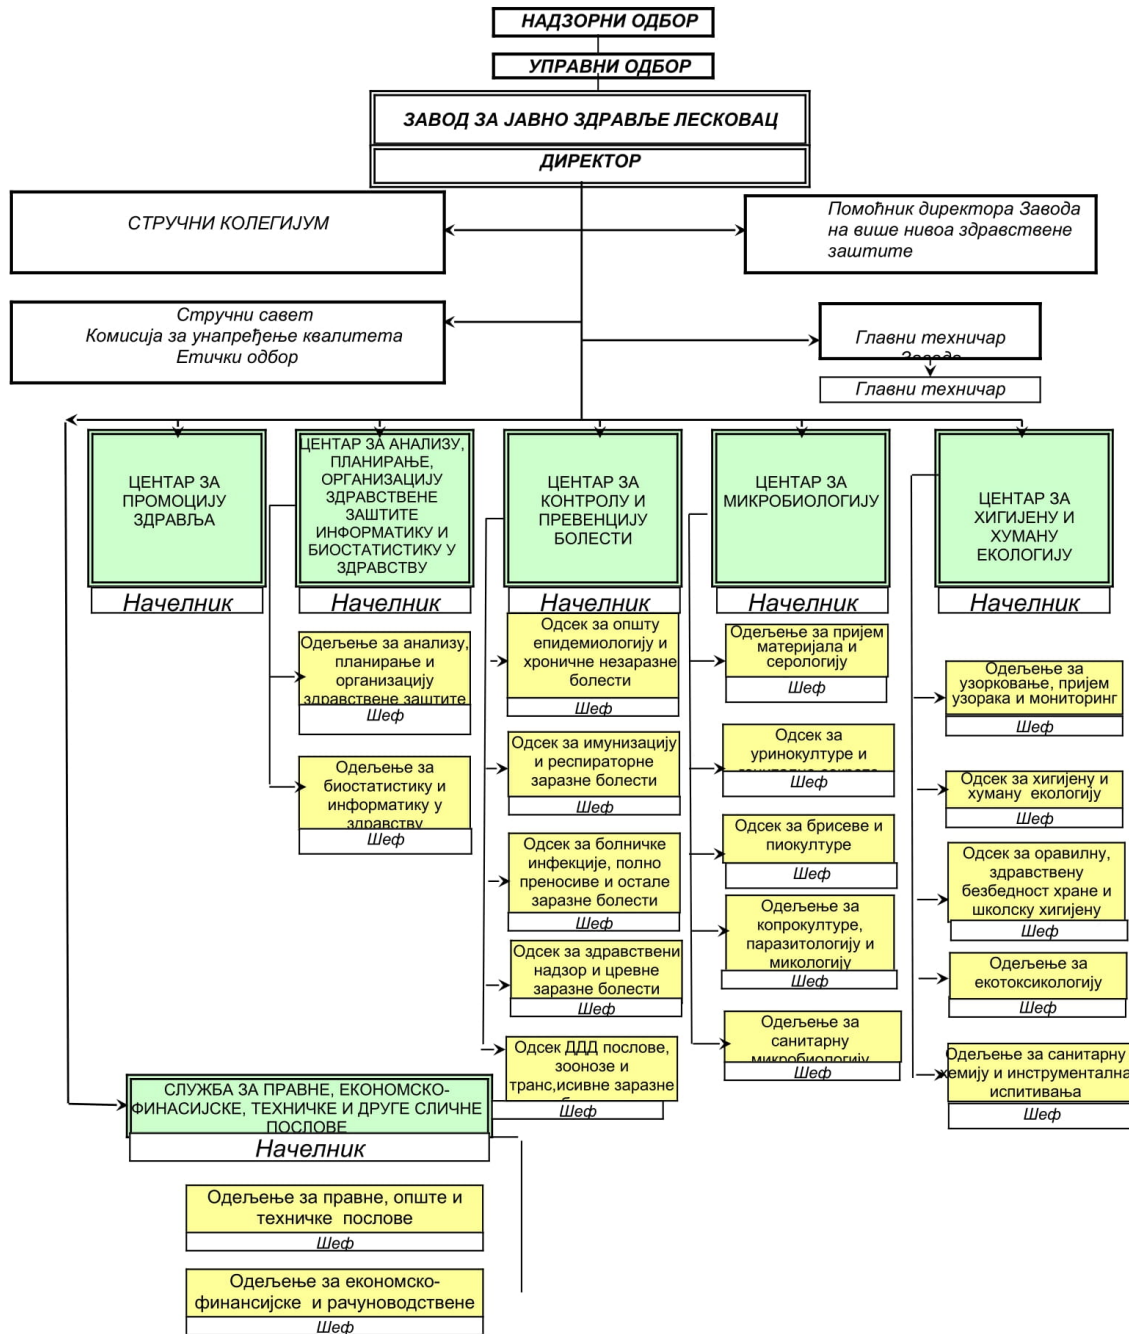 НАДЗОРНИ ОДБОР
УПРАВНИ ОДБОР
ЗАВОД ЗА ЈАВНО ЗДРАВЉЕ ЛЕСКОВАЦ
ДИРЕКТОР
СТРУЧНИ КОЛЕГИЈУМ
Помоћник директора Завода
на више нивоа здравствене
заштите
Стручни савет
Комисија за унапређење квалитета
Етички одбор
Главни техничар
Завода
Главни техничар
ЦЕНТАР ЗА
ПРОМОЦИЈУ
ЗДРАВЉА
Начелник
ЦЕНТАР ЗА АНАЛИЗУ,
ПЛАНИРАЊЕ,
ОРГАНИЗАЦИЈУ
ЗДРАВСТВЕНЕ
ЗАШТИТЕ
ИНФОРМАТИКУ И
БИОСТАТИСТИКУ У
ЗДРАВСТВУ
Начелник
Одељење за анализу,
планирање и
организацију
здравствене заштите
Шеф
Одељење за
биостатистику и
информатику у
здравству
Шеф
ЦЕНТАР ЗА
КОНТРОЛУ И
ПРЕВЕНЦИЈУ
БОЛЕСТИ
Начелник
Одсек за општу
епидемиологију и
хроничне незаразне
болести
Шеф
Одсек за имунизацију
и респираторне
заразне болести
Шеф
Одсек за болничке
инфекције, полно
преносиве и остале
заразне болести
Шеф
Одсек за здравствени
надзор и цревне
заразне болести
Шеф
Одсек ДДД послове,
зоонозе и
транс,исивне заразне
Шеф
ЦЕНТАР ЗА
МИКРОБИОЛОГИЈУ
Начелник
Одељење за пријем
материјала и
серологију
Шеф
Одсек за
уринокултуре и
Шеф
Одсек за брисеве и
пиокултуре
Шеф
Одељење за
копрокултуре,
паразитологију и
микологију
Шеф
Одељење за
санитарну
микробиологију
ЦЕНТАР ЗА
ХИГИЈЕНУ И
ХУМАНУ
ЕКОЛОГИЈУ
Начелник
Одељење за
узорковање, пријем
узорака и мониторинг
Шеф
Одсек за хигијену и
хуману екологију
Шеф
Одсек за оравилну,
здравствену
безбедност хране и
школску хигијену
Шеф
Одељење за
екотоксикологију
Шеф
Одељење за санитарну
хемију и инструментална
испитивања
Шеф
СЛУЖБА ЗА ПРАВНЕ, ЕКОНОМСКО-
ФИНАСИЈСКЕ, ТЕХНИЧКЕ И ДРУГЕ СЛИЧНЕ
ПОСЛОВЕ
Начелник
Одељење за правне, опште и
техничке послове
Шеф
Одељење за економско-
финансијске и рачуноводствене
Шеф